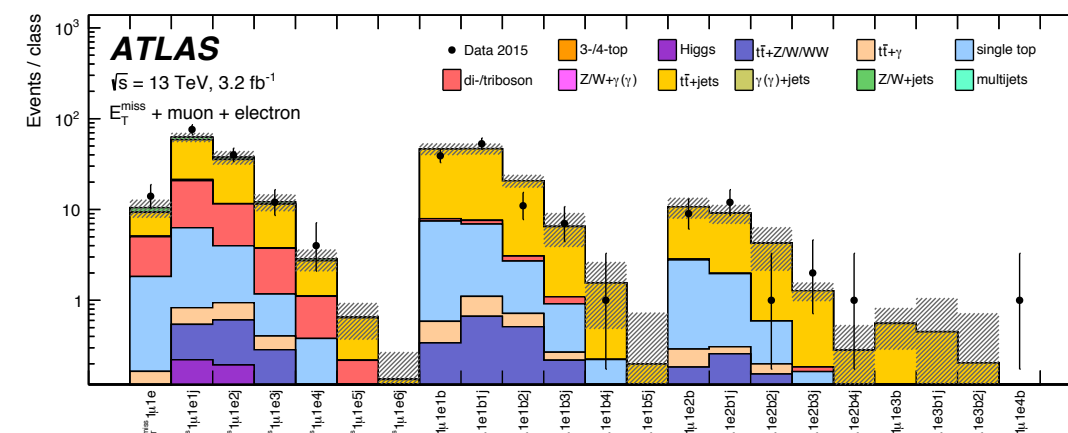 10³
10²
10
1
Events / class
ATLAS
√s = 13 TeV, 3.2 fb⁻¹
E_T^miss + muon + electron
Data 2015
3-/4-top
Higgs
tt̄+Z/W/WW
tt̄+γ
single top
di-/triboson
Z/W+γ(γ)
tt̄+jets
γ(γ)+jets
Z/W+jets
multijets
miss 1μ1e
1μ1e1j
1μ1e2j
1μ1e3j
1μ1e4j
1μ1e5j
1μ1e6j
1μ1e1b
1e1b1j
1e1b2j
1e1b3j
1e1b4j
1e1b5j
1μ1e2b
1e2b1j
1e2b2j
1e2b3j
1e2b4j
1μ1e3b
1e3b1j
1e3b2j
1μ1e4b